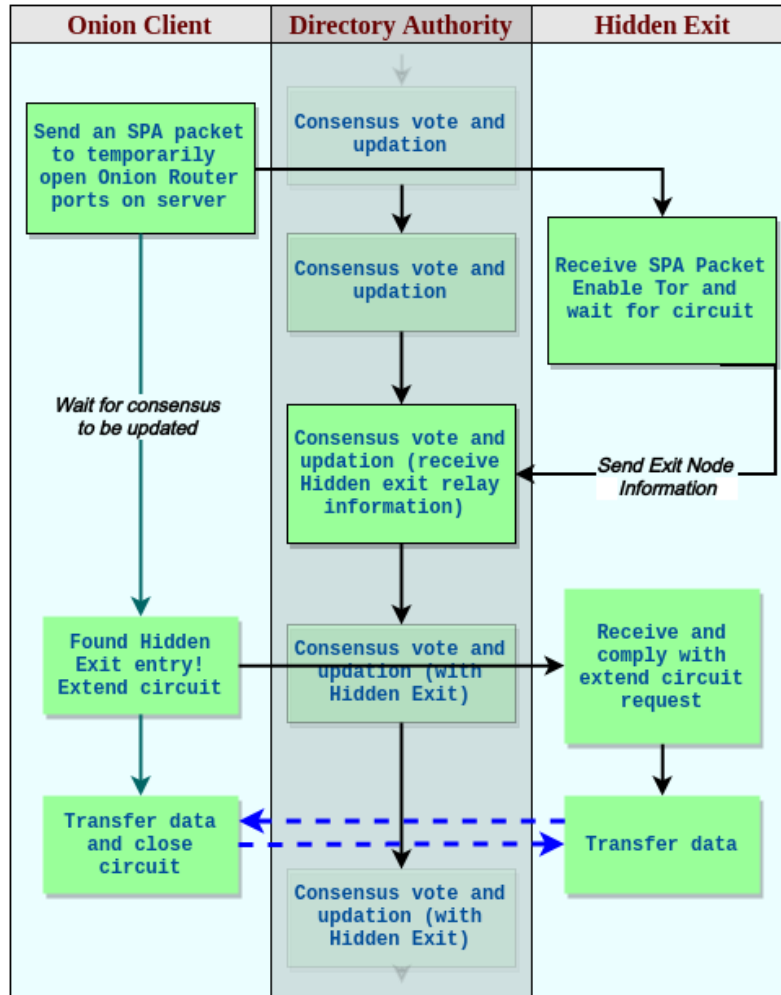 Onion Client
Directory Authority
Hidden Exit
Consensus vote and
updation
Send an SPA packet
to temporarily
open Onion Router
ports on server
Consensus vote and
updation
Receive SPA Packet
Enable Tor and
wait for circuit
Wait for consensus
to be updated
Consensus vote and
updation (receive
Hidden exit relay
information)
Send Exit Node
Information
Found Hidden
Exit entry!
Extend circuit
Consensus vote and
updation (with
Hidden Exit)
Receive and
comply with
extend circuit
request
Transfer data
and close
circuit
Transfer data
Consensus vote and
updation (with
Hidden Exit)